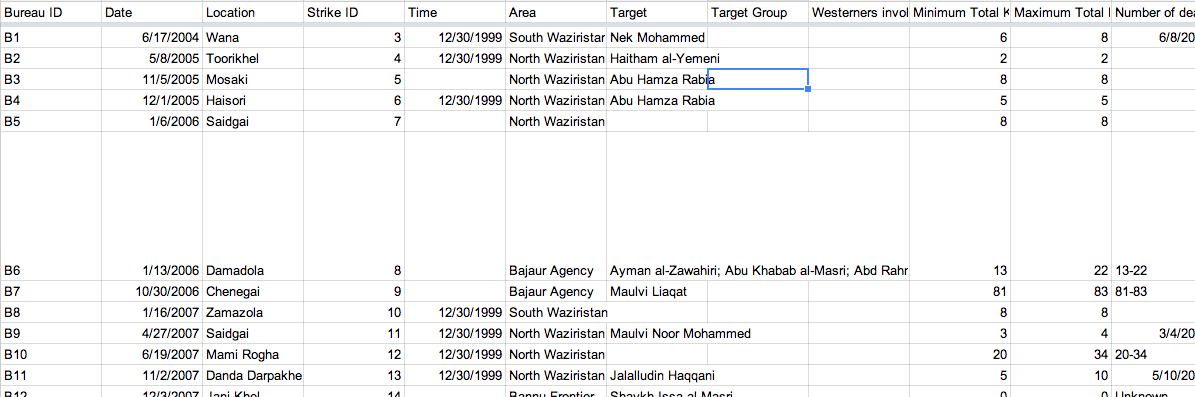 Bureau ID Date Location Strike ID Time Area Target Target Group Westerners invol Minimum Total K Maximum Total Number of dea
B1 6/17/2004 Wana 3 12/30/1999 South Waziristan Nek Mohammed 6 8 6/8/20
B2 5/8/2005 Toorikhel 4 12/30/1999 North Waziristan Haitham al-Yemeni 2 2
B3 11/5/2005 Mosaki 5 North Waziristan Abu Hamza Rabia 8 8
B4 12/1/2005 Haisori 6 12/30/1999 North Waziristan Abu Hamza Rabia 5 5
B5 1/6/2006 Saidgai 7 North Waziristan 8 8
B6 1/13/2006 Damadola 8 Bajaur Agency Ayman al-Zawahiri; Abu Khabab al-Masri; Abd Rahr 13 22 13-22
B7 10/30/2006 Chenegai 9 Bajaur Agency Maulvi Liaqat 81 83 81-83
B8 1/16/2007 Zamazola 10 12/30/1999 South Waziristan 8 8
B9 4/27/2007 Saidgai 11 12/30/1999 North Waziristan Maulvi Noor Mohammed 3 4 3/4/20
B10 6/19/2007 Mami Rogha 12 12/30/1999 North Waziristan 20 34 20-34
B11 11/2/2007 Danda Darpakhe 13 12/30/1999 North Waziristan Jalalludin Haqqani 5 10 5/10/20
B12 12/3/2007 Jani Khel 14 Bannu Frontier Shaykh Issa al-Masri 0 0 Unknown